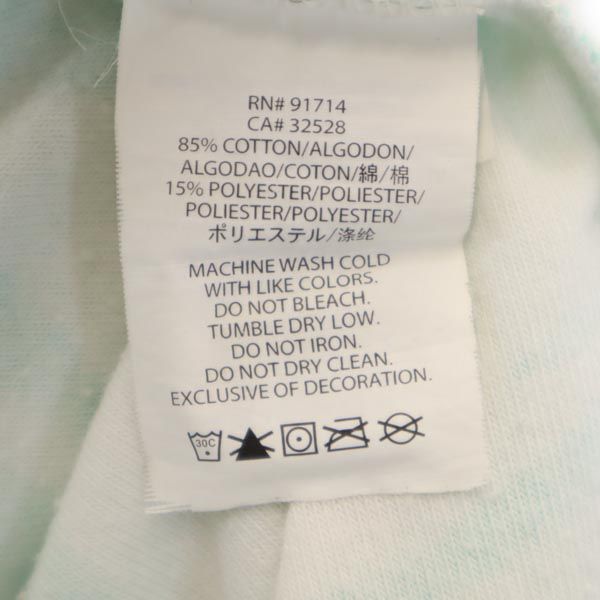 RN# 91714
CA# 32528
85% COTTON/ALGODON/
ALGODAO/COTON/綿/棉
15% POLYESTER/POLIESTER/
POLIESTER/POLYESTER/
ポリエステル/涤纶
MACHINE WASH COLD
WITH LIKE COLORS.
DO NOT BLEACH.
TUMBLE DRY LOW.
DO NOT IRON.
DO NOT DRY CLEAN.
EXCLUSIVE OF DECORATION.
30C